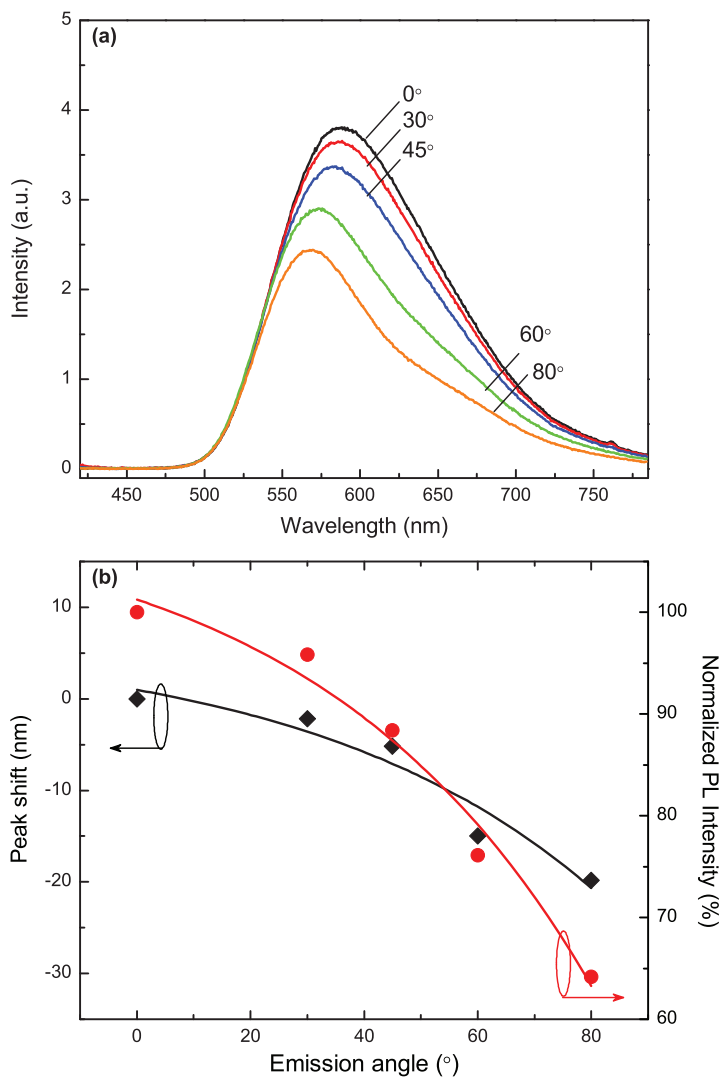 (a)
5
4
3
2
1
0
Intensity (a.u.)
0°
30°
45°
60°
80°
450 500 550 600 650 700 750
Wavelength (nm)
(b)
10
0
-10
-20
-30
Peak shift (nm)
100
90
80
70
60
Normalized PL Intensity (%)
0 20 40 60 80
Emission angle (°)